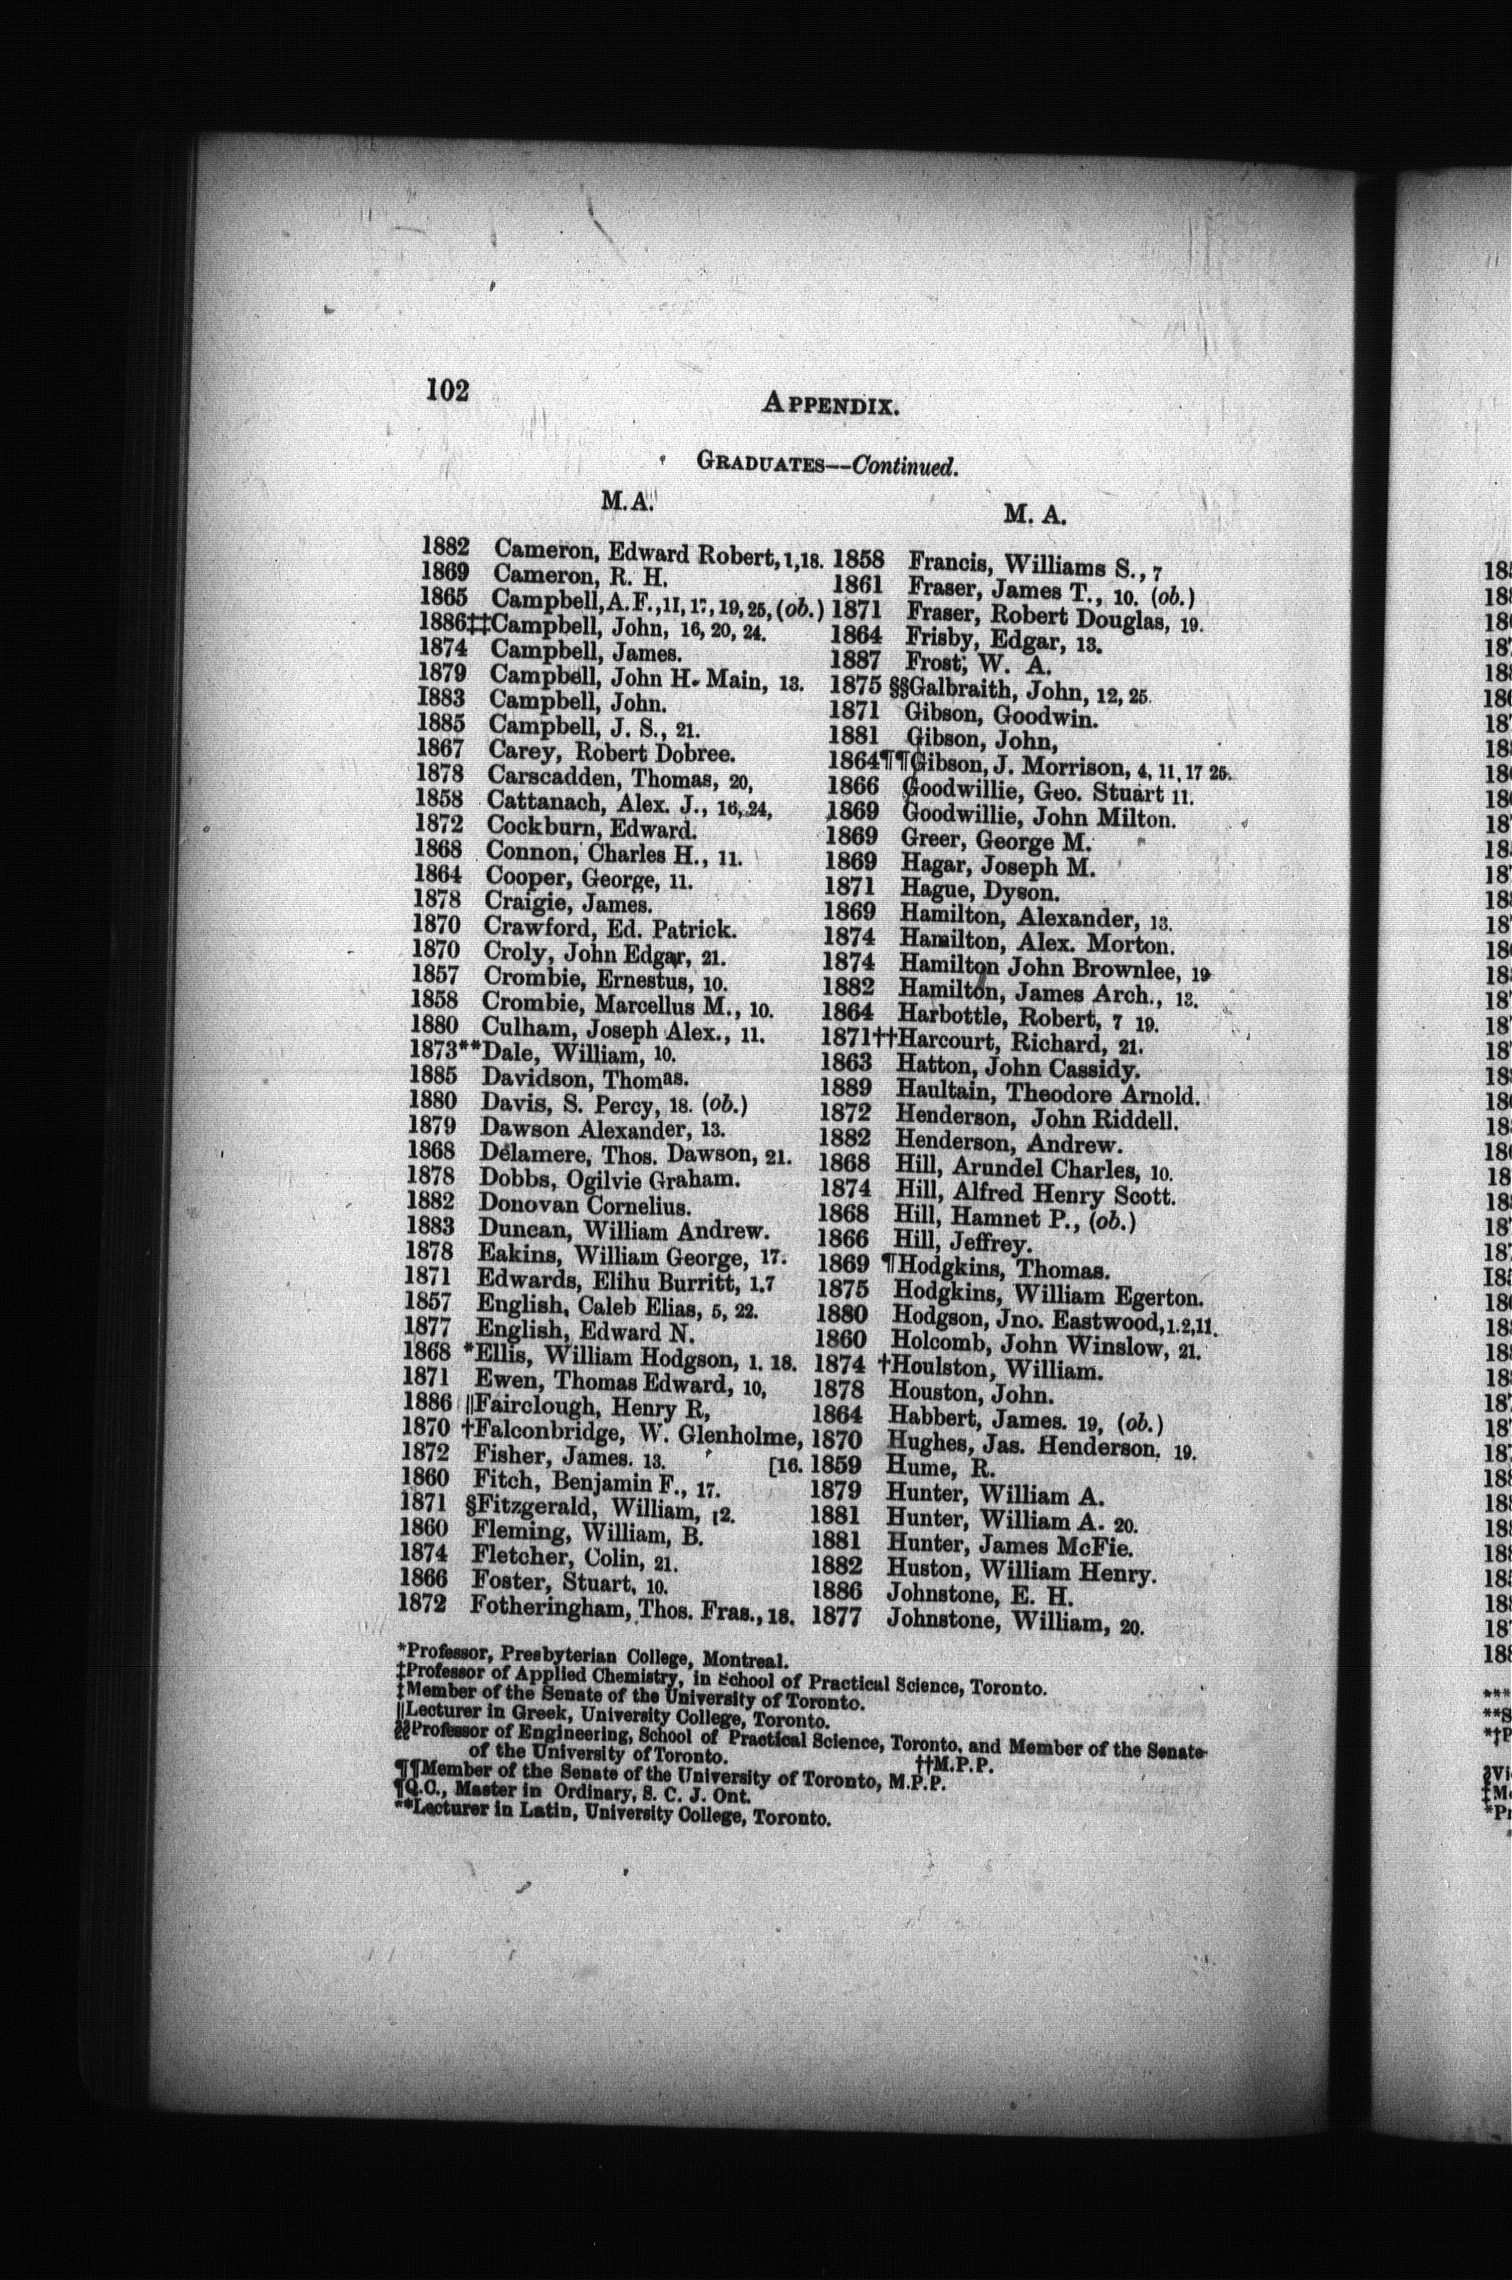 102
APPENDIX.
GRADUATES—Continued.
M. A.
1882 Cameron, Edward Robert, 1, 18.
1869 Cameron, R. H.
1865 Campbell, A. F., 11, 17, 19, 25, (ob.)
1886‡‡Campbell, John, 16, 20, 24.
1874 Campbell, James.
1879 Campbell, John H. Main, 13.
1883 Campbell, John.
1885 Campbell, J. S., 21.
1867 Carey, Robert Dobree.
1878 Carscadden, Thomas, 20,
1858 Cattanach, Alex. J., 16, 24,
1872 Cockburn, Edward.
1868 Connon, Charles H., 11.
1864 Cooper, George, 11.
1878 Craigie, James.
1870 Crawford, Ed. Patrick.
1870 Croly, John Edgar, 21.
1857 Crombie, Ernestus, 10.
1858 Crombie, Marcellus M., 10.
1880 Culham, Joseph Alex., 11.
1873**Dale, William, 10.
1885 Davidson, Thomas.
1880 Davis, S. Percy, 18. (ob.)
1879 Dawson Alexander, 13.
1868 Delamere, Thos. Dawson, 21.
1878 Dobbs, Ogilvie Graham.
1882 Donovan Cornelius.
1883 Duncan, William Andrew.
1878 Eakins, William George, 17.
1871 Edwards, Elihu Burritt, 1.7
1857 English, Caleb Elias, 5, 22.
1877 English, Edward N.
1868 *Ellis, William Hodgson, 1. 18.
1871 Ewen, Thomas Edward, 10,
1886 ||Fairclough, Henry R,
1870 †Falconbridge, W. Glenholme,
1872 Fisher, James. 13. [16.
1860 Fitch, Benjamin F., 17.
1871 §Fitzgerald, William, 12.
1860 Fleming, William, B.
1874 Fletcher, Colin, 21.
1866 Foster, Stuart, 10.
1872 Fotheringham, Thos. Fras., 18.
M. A.
1858 Francis, Williams S., 7
1861 Fraser, James T., 10. (ob.)
1871 Fraser, Robert Douglas, 19.
1864 Frisby, Edgar, 13.
1887 Frost, W. A.
1875 §§Galbraith, John, 12, 25.
1871 Gibson, Goodwin.
1881 Gibson, John,
1864¶¶Gibson, J. Morrison, 4, 11, 17 25.
1866 Goodwillie, Geo. Stuart 11.
1869 Goodwillie, John Milton.
1869 Greer, George M.
1869 Hagar, Joseph M.
1871 Hague, Dyson.
1869 Hamilton, Alexander, 13.
1874 Hamilton, Alex. Morton.
1874 Hamilton John Brownlee, 19
1882 Hamilton, James Arch., 13.
1864 Harbottle, Robert, 7 19.
1871††Harcourt, Richard, 21.
1863 Hatton, John Cassidy.
1889 Haultain, Theodore Arnold.
1872 Henderson, John Riddell.
1882 Henderson, Andrew.
1868 Hill, Arundel Charles, 10.
1874 Hill, Alfred Henry Scott.
1868 Hill, Hamnet P., (ob.)
1866 Hill, Jeffrey.
1869 ¶Hodgkins, Thomas.
1875 Hodgkins, William Egerton.
1880 Hodgson, Jno. Eastwood, 1.2,11.
1860 Holcomb, John Winslow, 21.
1874 †Houlston, William.
1878 Houston, John.
1864 Habbert, James. 19, (ob.)
1870 Hughes, Jas. Henderson. 19.
1859 Hume, R.
1879 Hunter, William A.
1881 Hunter, William A. 20.
1881 Hunter, James McFie.
1882 Huston, William Henry.
1886 Johnstone, E. H.
1877 Johnstone, William, 20.
*Professor, Presbyterian College, Montreal.
‡Professor of Applied Chemistry, in School of Practical Science, Toronto.
‡Member of the Senate of the University of Toronto.
||Lecturer in Greek, University College, Toronto.
§§Professor of Engineering, School of Practical Science, Toronto, and Member of the Senate
of the University of Toronto. ††M.P.P.
¶¶Member of the Senate of the University of Toronto, M.P.P.
¶Q.C., Master in Ordinary, S. C. J. Ont.
**Lecturer in Latin, University College, Toronto.